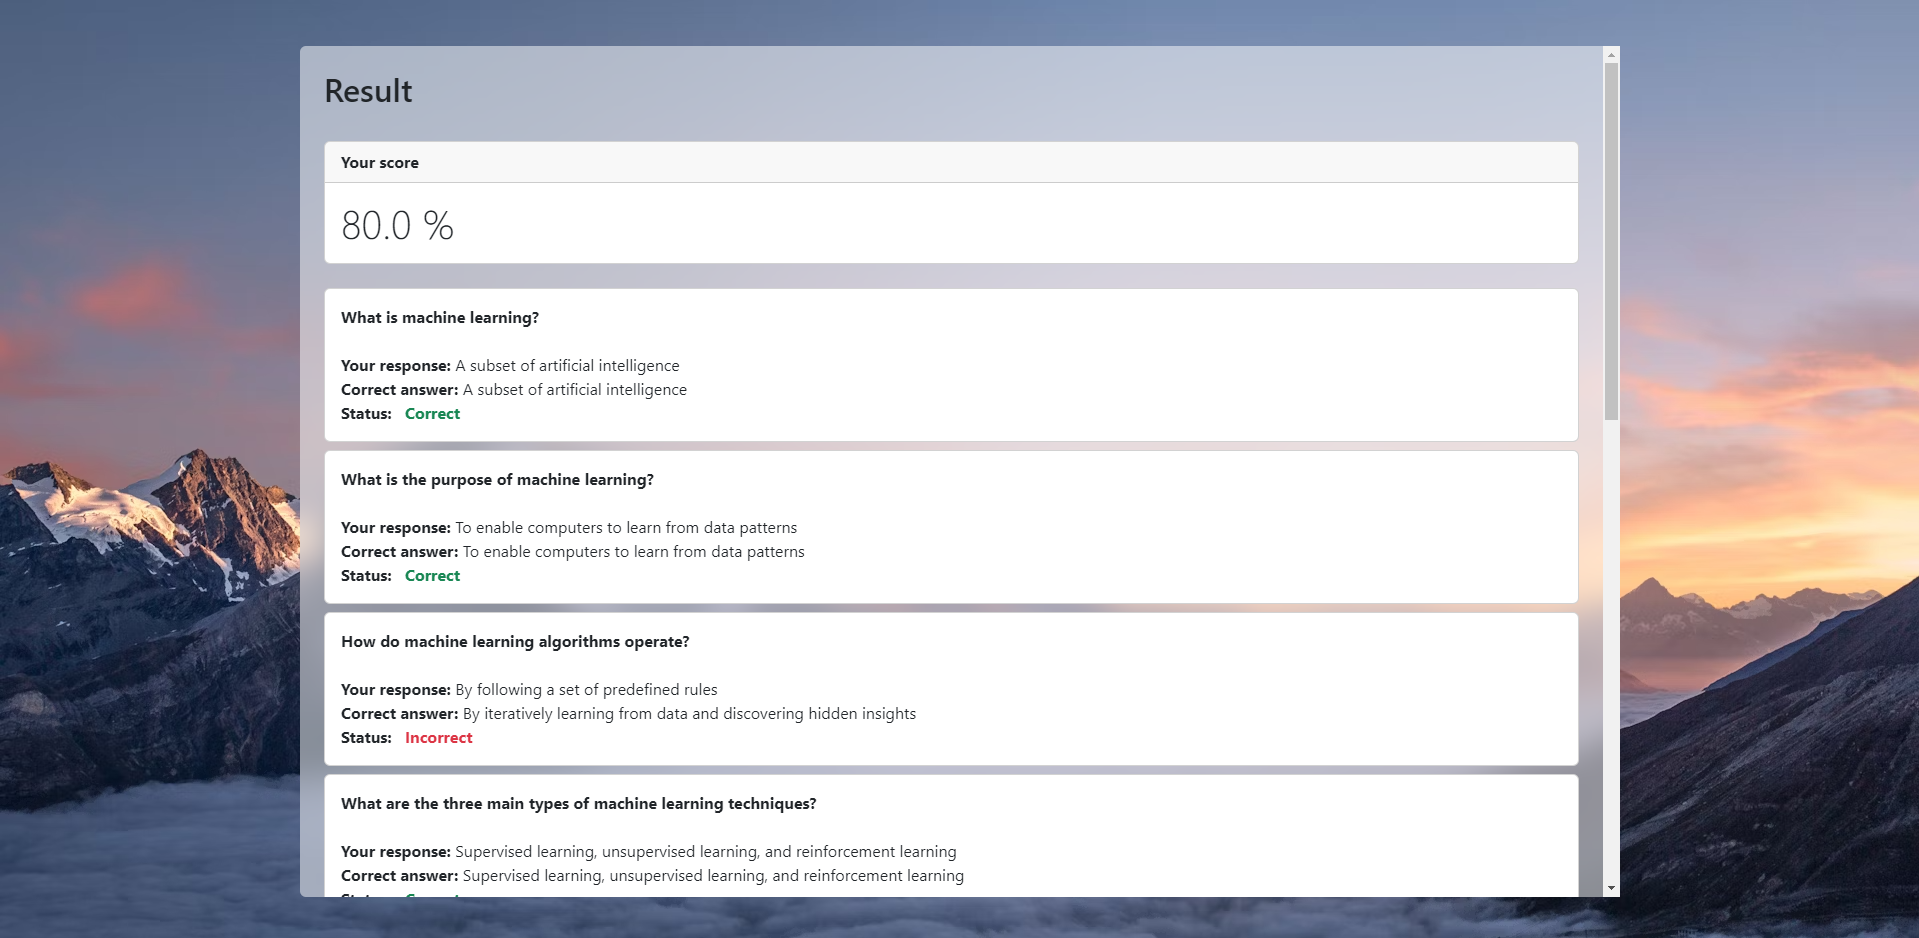 Result
Your score
80.0 %
What is machine learning?
Your response: A subset of artificial intelligence
Correct answer: A subset of artificial intelligence
Status: Correct
What is the purpose of machine learning?
Your response: To enable computers to learn from data patterns
Correct answer: To enable computers to learn from data patterns
Status: Correct
How do machine learning algorithms operate?
Your response: By following a set of predefined rules
Correct answer: By iteratively learning from data and discovering hidden insights
Status: Incorrect
What are the three main types of machine learning techniques?
Your response: Supervised learning, unsupervised learning, and reinforcement learning
Correct answer: Supervised learning, unsupervised learning, and reinforcement learning